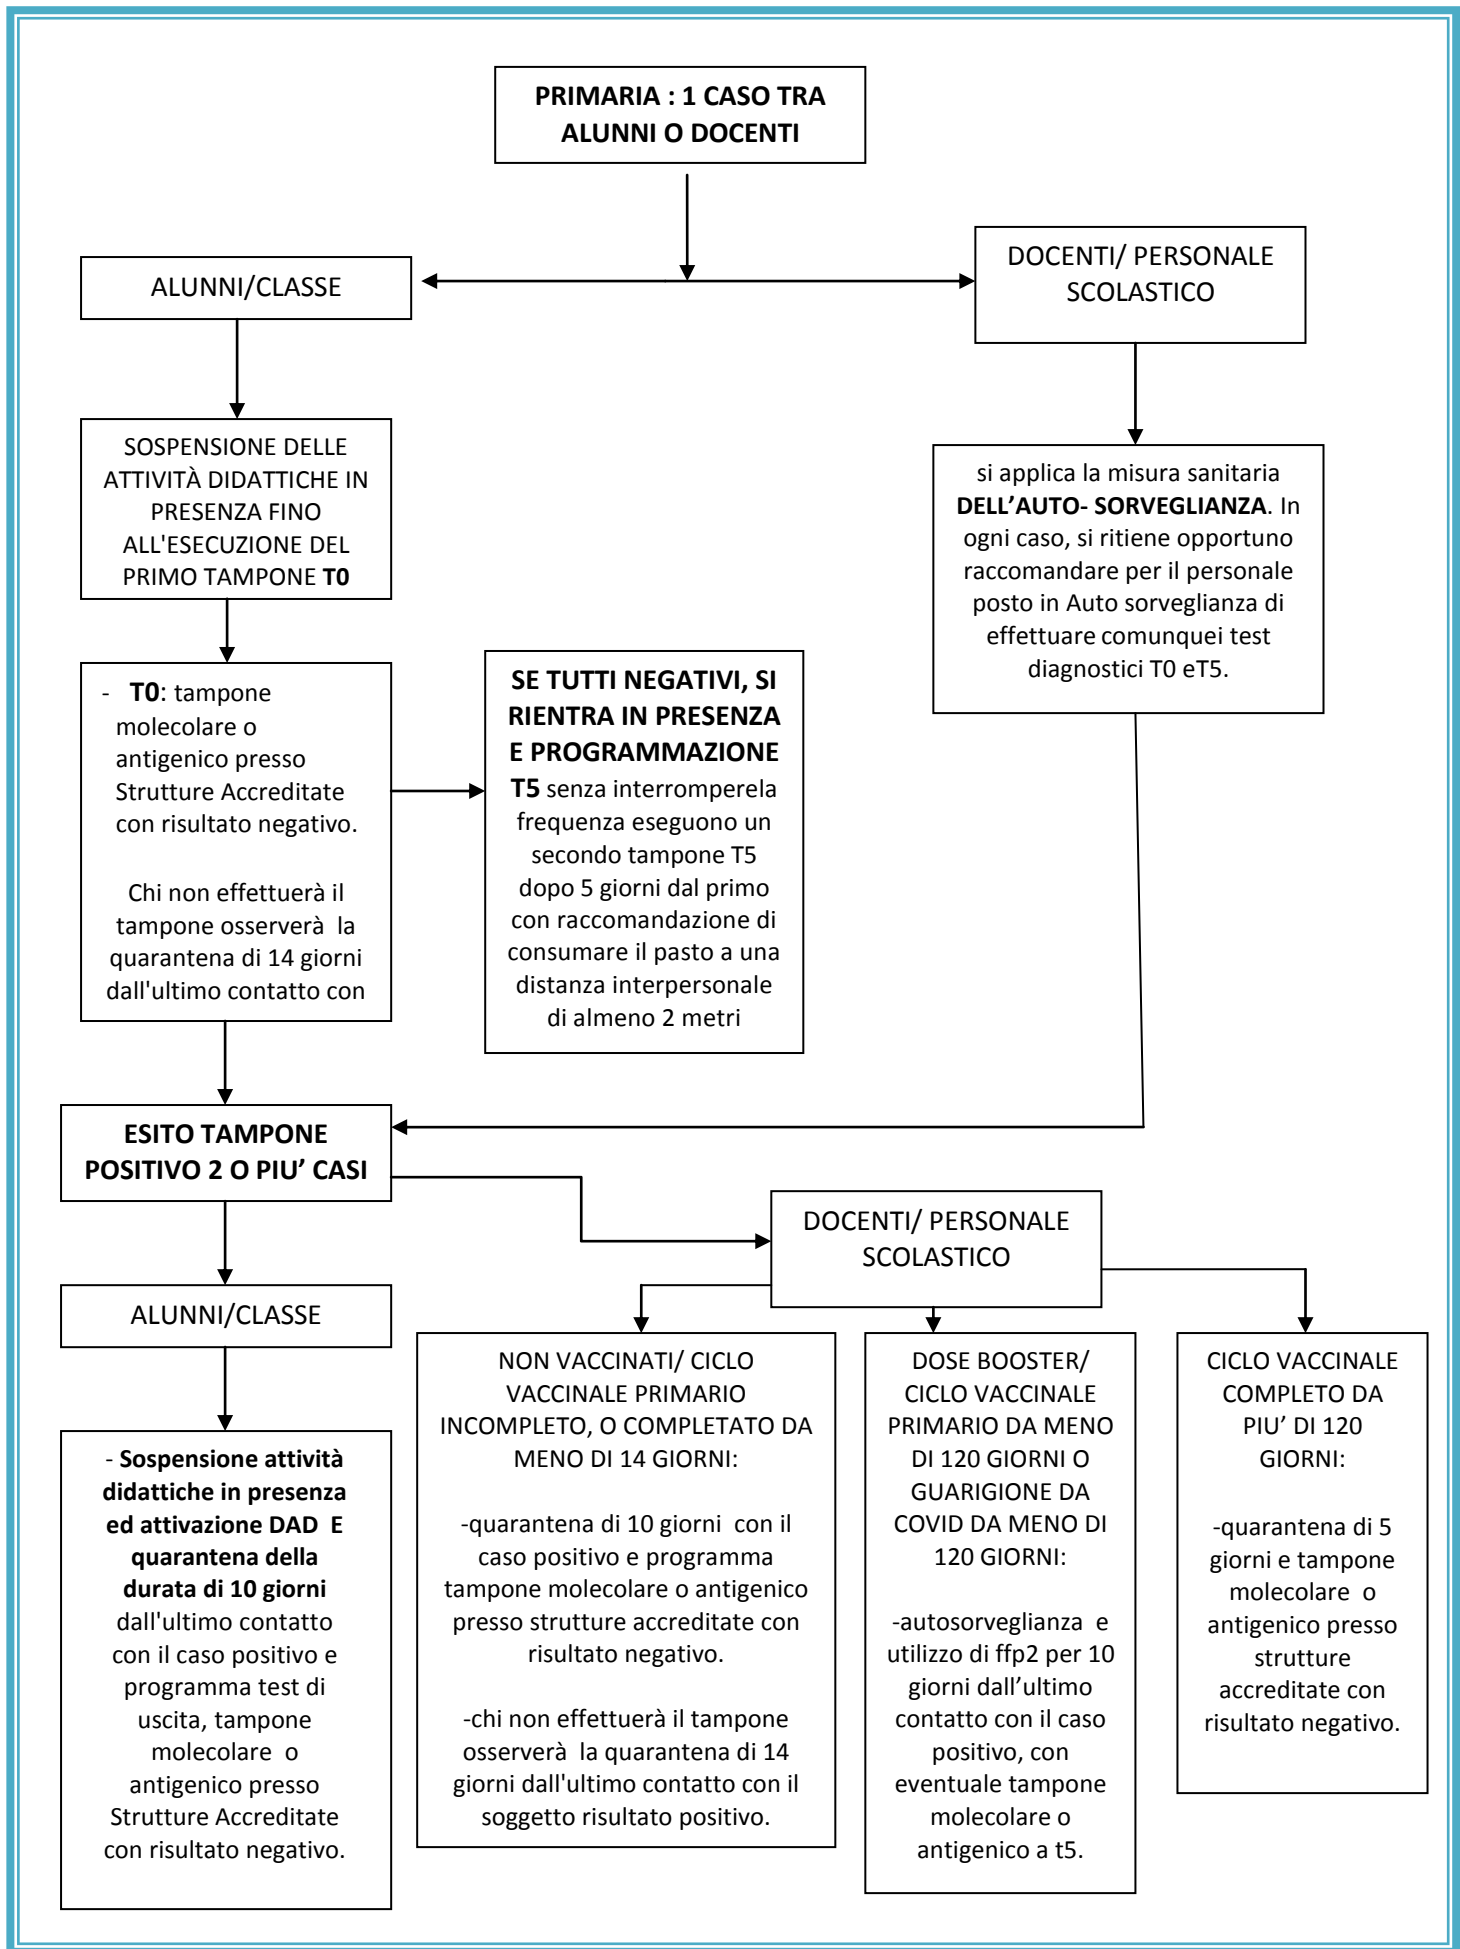 PRIMARIA : 1 CASO TRA
ALUNNI O DOCENTI
ALUNNI/CLASSE
DOCENTI/ PERSONALE
SCOLASTICO
SOSPENSIONE DELLE
ATTIVITÀ DIDATTICHE IN
PRESENZA FINO
ALL'ESECUZIONE DEL
PRIMO TAMPONE T0
si applica la misura sanitaria
DELL’AUTO- SORVEGLIANZA. In
ogni caso, si ritiene opportuno
raccomandare per il personale
posto in Auto sorveglianza di
effettuare comunquei test
diagnostici T0 eT5.
- T0: tampone
molecolare o
antigenico presso
Strutture Accreditate
con risultato negativo.
Chi non effettuerà il
tampone osserverà la
quarantena di 14 giorni
dall'ultimo contatto con
SE TUTTI NEGATIVI, SI
RIENTRA IN PRESENZA
E PROGRAMMAZIONE
T5 senza interromperela
frequenza eseguono un
secondo tampone T5
dopo 5 giorni dal primo
con raccomandazione di
consumare il pasto a una
distanza interpersonale
di almeno 2 metri
ESITO TAMPONE
POSITIVO 2 O PIU’ CASI
DOCENTI/ PERSONALE
SCOLASTICO
ALUNNI/CLASSE
- Sospensione attività
didattiche in presenza
ed attivazione DAD E
quarantena della
durata di 10 giorni
dall'ultimo contatto
con il caso positivo e
programma test di
uscita, tampone
molecolare o
antigenico presso
Strutture Accreditate
con risultato negativo.
NON VACCINATI/ CICLO
VACCINALE PRIMARIO
INCOMPLETO, O COMPLETATO DA
MENO DI 14 GIORNI:
-quarantena di 10 giorni con il
caso positivo e programma
tampone molecolare o antigenico
presso strutture accreditate con
risultato negativo.
-chi non effettuerà il tampone
osserverà la quarantena di 14
giorni dall'ultimo contatto con il
soggetto risultato positivo.
DOSE BOOSTER/
CICLO VACCINALE
PRIMARIO DA MENO
DI 120 GIORNI O
GUARIGIONE DA
COVID DA MENO DI
120 GIORNI:
-autosorveglianza e
utilizzo di ffp2 per 10
giorni dall’ultimo
contatto con il caso
positivo, con
eventuale tampone
molecolare o
antigenico a t5.
CICLO VACCINALE
COMPLETO DA
PIU’ DI 120
GIORNI:
-quarantena di 5
giorni e tampone
molecolare o
antigenico presso
strutture
accreditate con
risultato negativo.